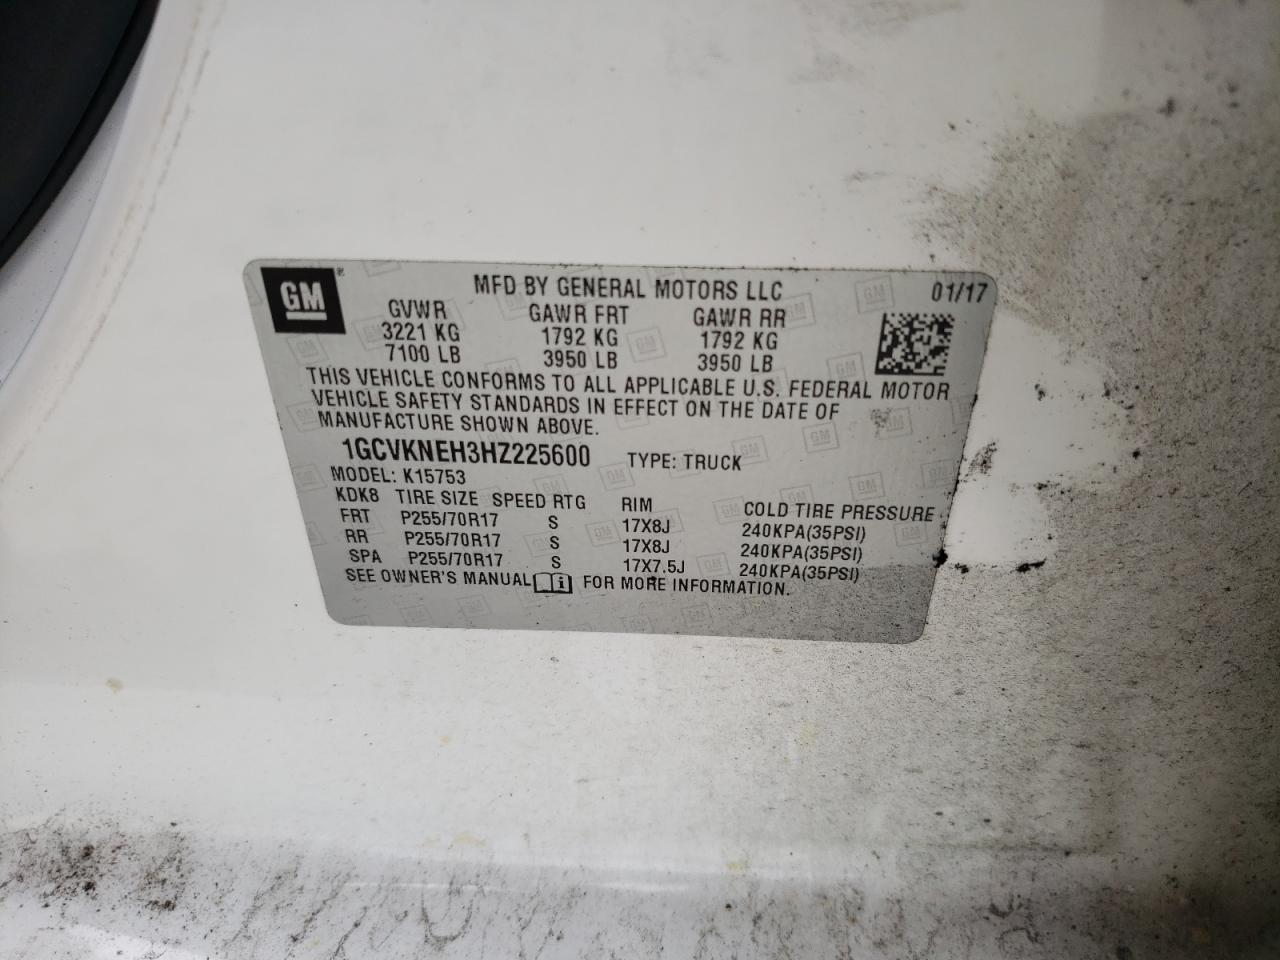 GM
MFD BY GENERAL MOTORS LLC 01/17
GVWR GAWR FRT GAWR RR
3221 KG 1792 KG 1792 KG
7100 LB 3950 LB 3950 LB
THIS VEHICLE CONFORMS TO ALL APPLICABLE U.S. FEDERAL MOTOR
VEHICLE SAFETY STANDARDS IN EFFECT ON THE DATE OF
MANUFACTURE SHOWN ABOVE.
1GCVKNEH3HZ225600 TYPE: TRUCK
MODEL: K15753
KDK8 TIRE SIZE SPEED RTG RIM COLD TIRE PRESSURE
FRT P255/70R17 S 17X8J 240KPA(35PSI)
RR P255/70R17 S 17X8J 240KPA(35PSI)
SPA P255/70R17 S 17X7.5J 240KPA(35PSI)
SEE OWNER'S MANUAL FOR MORE INFORMATION.